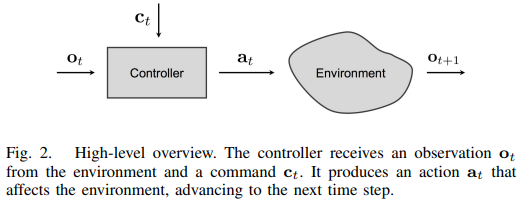 c_t
o_t
Controller
a_t
Environment
o_{t+1}
Fig. 2. High-level overview. The controller receives an observation o_t
from the environment and a command c_t. It produces an action a_t that
affects the environment, advancing to the next time step.